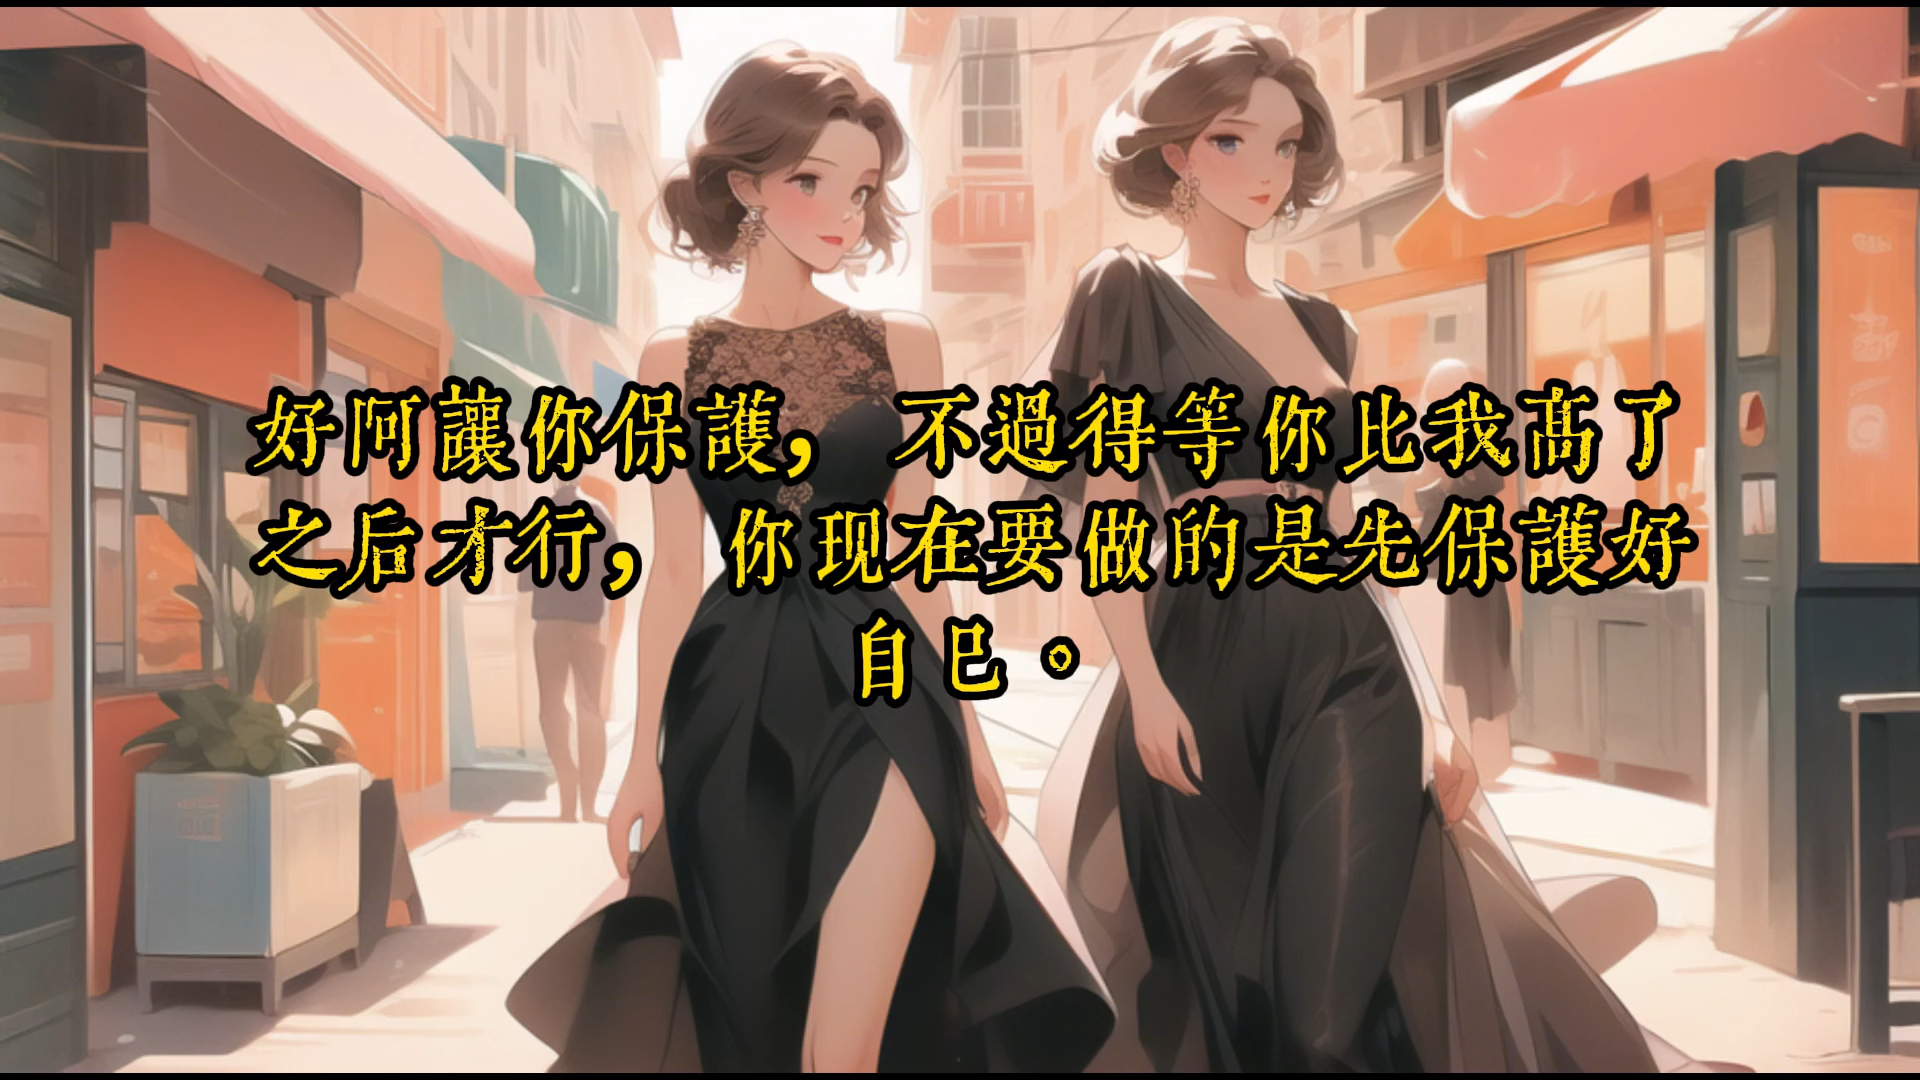 好阿讓你保護，不過得等你比我高了
之后才行，你现在要做的是先保護好
自已。